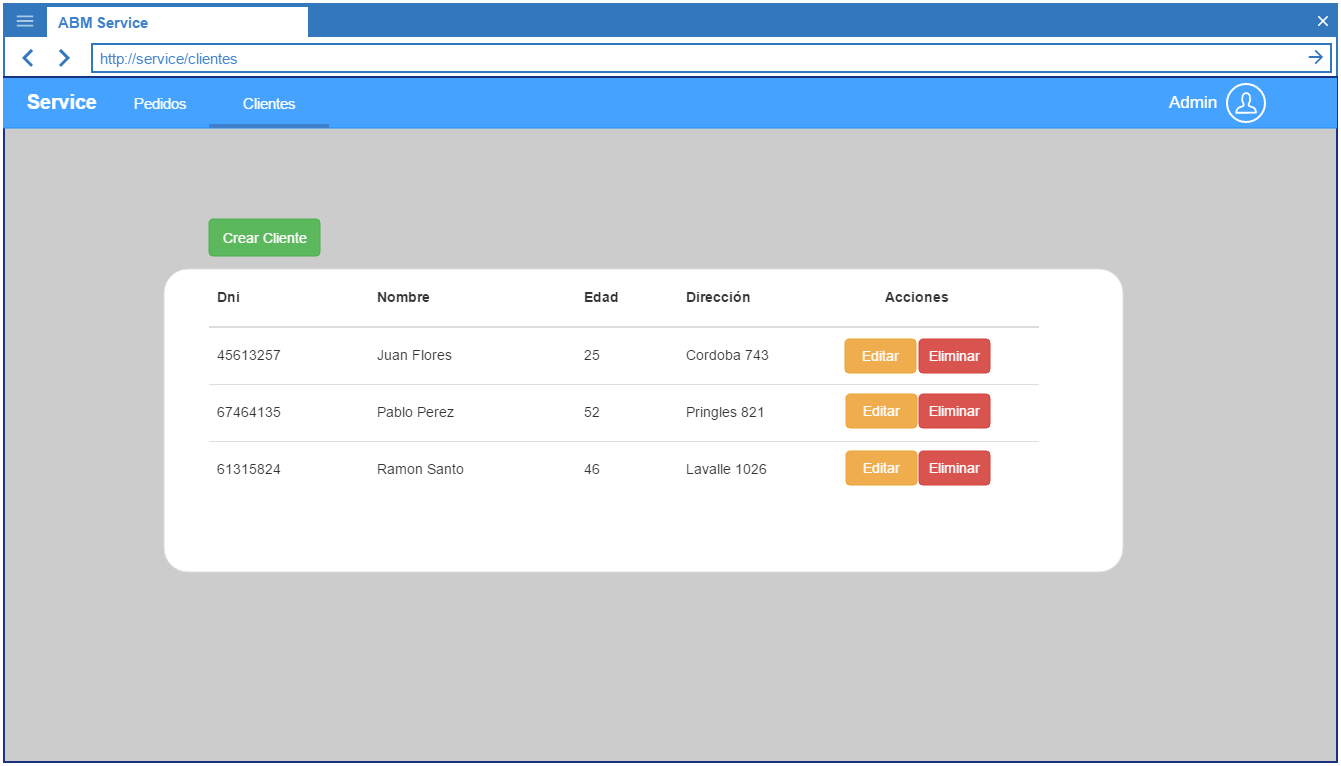 ABM Service
http://service/clientes
Service Pedidos Clientes Admin
Crear Cliente
Dni Nombre Edad Dirección Acciones
45613257 Juan Flores 25 Cordoba 743 Editar Eliminar
67464135 Pablo Perez 52 Pringles 821 Editar Eliminar
61315824 Ramon Santo 46 Lavalle 1026 Editar Eliminar